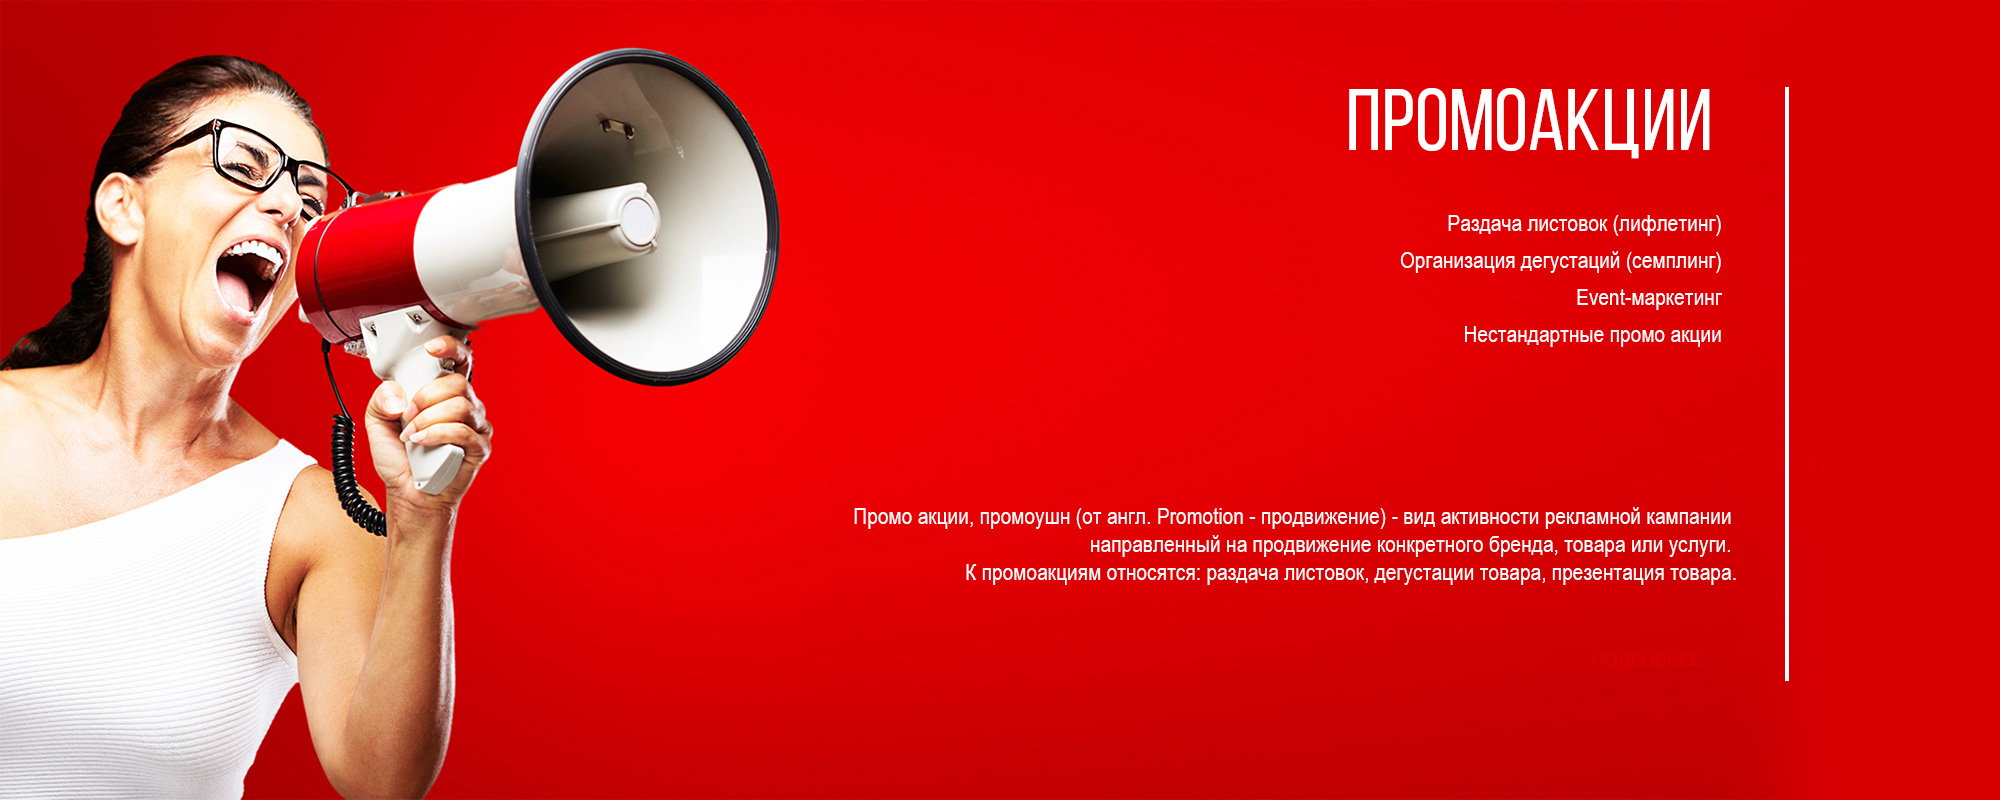 ПРОМОАКЦИИ
Раздача листовок (лифлетинг)
Организация дегустаций (семплинг)
Event-маркетинг
Нестандартные промо акции
Промо акции, промоушн (от англ. Promotion - продвижение) - вид активности рекламной кампании
направленный на продвижение конкретного бренда, товара или услуги.
К промоакциям относятся: раздача листовок, дегустации товара, презентация товара.
ПОДРОБНЕЕ